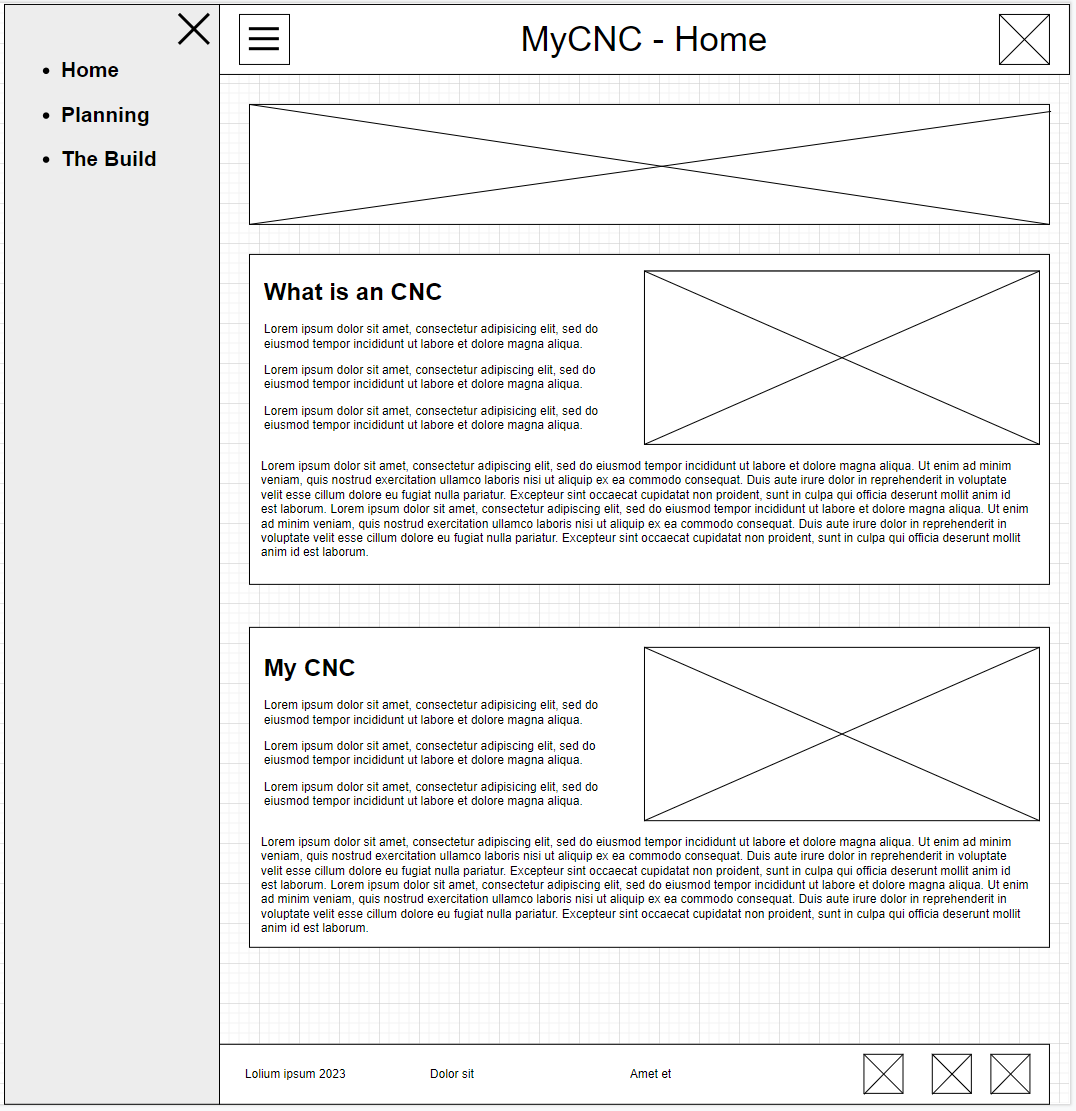 Home
Planning
The Build
MyCNC - Home
What is an CNC
Lorem ipsum dolor sit amet, consectetur adipisicing elit, sed do
eiusmod tempor incididunt ut labore et dolore magna aliqua.
Lorem ipsum dolor sit amet, consectetur adipiscing elit, sed do
eiusmod tempor incididunt ut labore et dolore magna aliqua.
Lorem ipsum dolor sit amet, consectetur adipisicing elit, sed do
eiusmod tempor incididunt ut labore et dolore magna aliqua.
Lorem ipsum dolor sit amet, consectetur adipiscing elit, sed do eiusmod tempor incididunt ut labore et dolore magna aliqua. Ut enim ad minim
veniam, quis nostrud exercitation ullamco laboris nisi ut aliquip ex ea commodo consequat. Duis aute irure dolor in reprehenderit in voluptate
velit esse cillum dolore eu fugiat nulla pariatur. Excepteur sint occaecat cupidatat non proident, sunt in culpa qui officia deserunt mollit anim id
est laborum. Lorem ipsum dolor sit amet, consectetur adipiscing elit, sed do eiusmod tempor incididunt ut labore et dolore magna aliqua. Ut enim
ad minim veniam, quis nostrud exercitation ullamco laboris nisi ut aliquip ex ea commodo consequat. Duis aute irure dolor in reprehenderit in
voluptate velit esse cillum dolore eu fugiat nulla pariatur. Excepteur sint occaecat cupidatat non proident, sunt in culpa qui officia deserunt mollit
anim id est laborum.
My CNC
Lorem ipsum dolor sit amet, consectetur adipisicing elit, sed do
eiusmod tempor incididunt ut labore et dolore magna aliqua.
Lorem ipsum dolor sit amet, consectetur adipiscing elit, sed do
eiusmod tempor incididunt ut labore et dolore magna aliqua.
Lorem ipsum dolor sit amet, consectetur adipisicing elit, sed do
eiusmod tempor incididunt ut labore et dolore magna aliqua.
Lorem ipsum dolor sit amet, consectetur adipiscing elit, sed do eiusmod tempor incididunt ut labore et dolore magna aliqua. Ut enim ad minim
veniam, quis nostrud exercitation ullamco laboris nisi ut aliquip ex ea commodo consequat. Duis aute irure dolor in reprehenderit in voluptate
velit esse cillum dolore eu fugiat nulla pariatur. Excepteur sint occaecat cupidatat non proident, sunt in culpa qui officia deserunt mollit anim id
est laborum. Lorem ipsum dolor sit amet, consectetur adipiscing elit, sed do eiusmod tempor incididunt ut labore et dolore magna aliqua. Ut enim
ad minim veniam, quis nostrud exercitation ullamco laboris nisi ut aliquip ex ea commodo consequat. Duis aute irure dolor in reprehenderit in
voluptate velit esse cillum dolore eu fugiat nulla pariatur. Excepteur sint occaecat cupidatat non proident, sunt in culpa qui officia deserunt mollit
anim id est laborum.
Lolium ipsum 2023
Dolor sit
Amet et